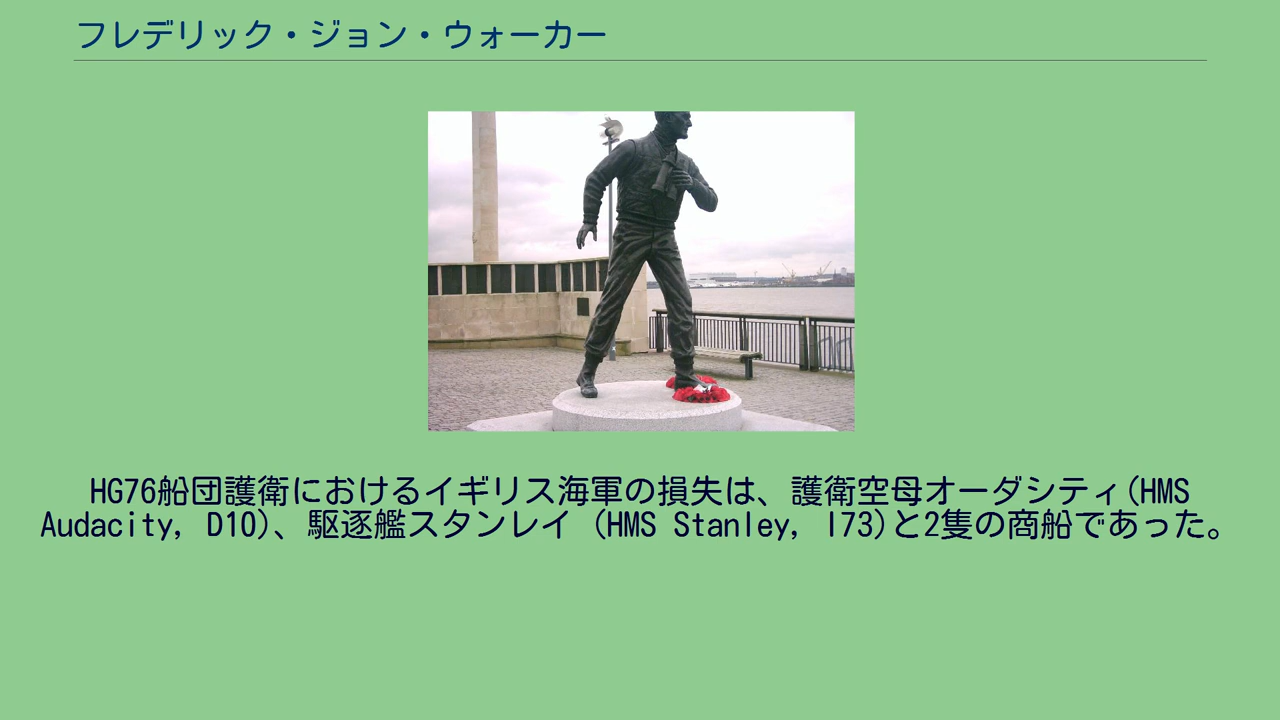 フレデリック・ジョン・ウォーカー
HG76船団護衛におけるイギリス海軍の損失は、護衛空母オーダシティ(HMS
Audacity, D10)、駆逐艦スタンレイ (HMS Stanley, I73)と2隻の商船であった。